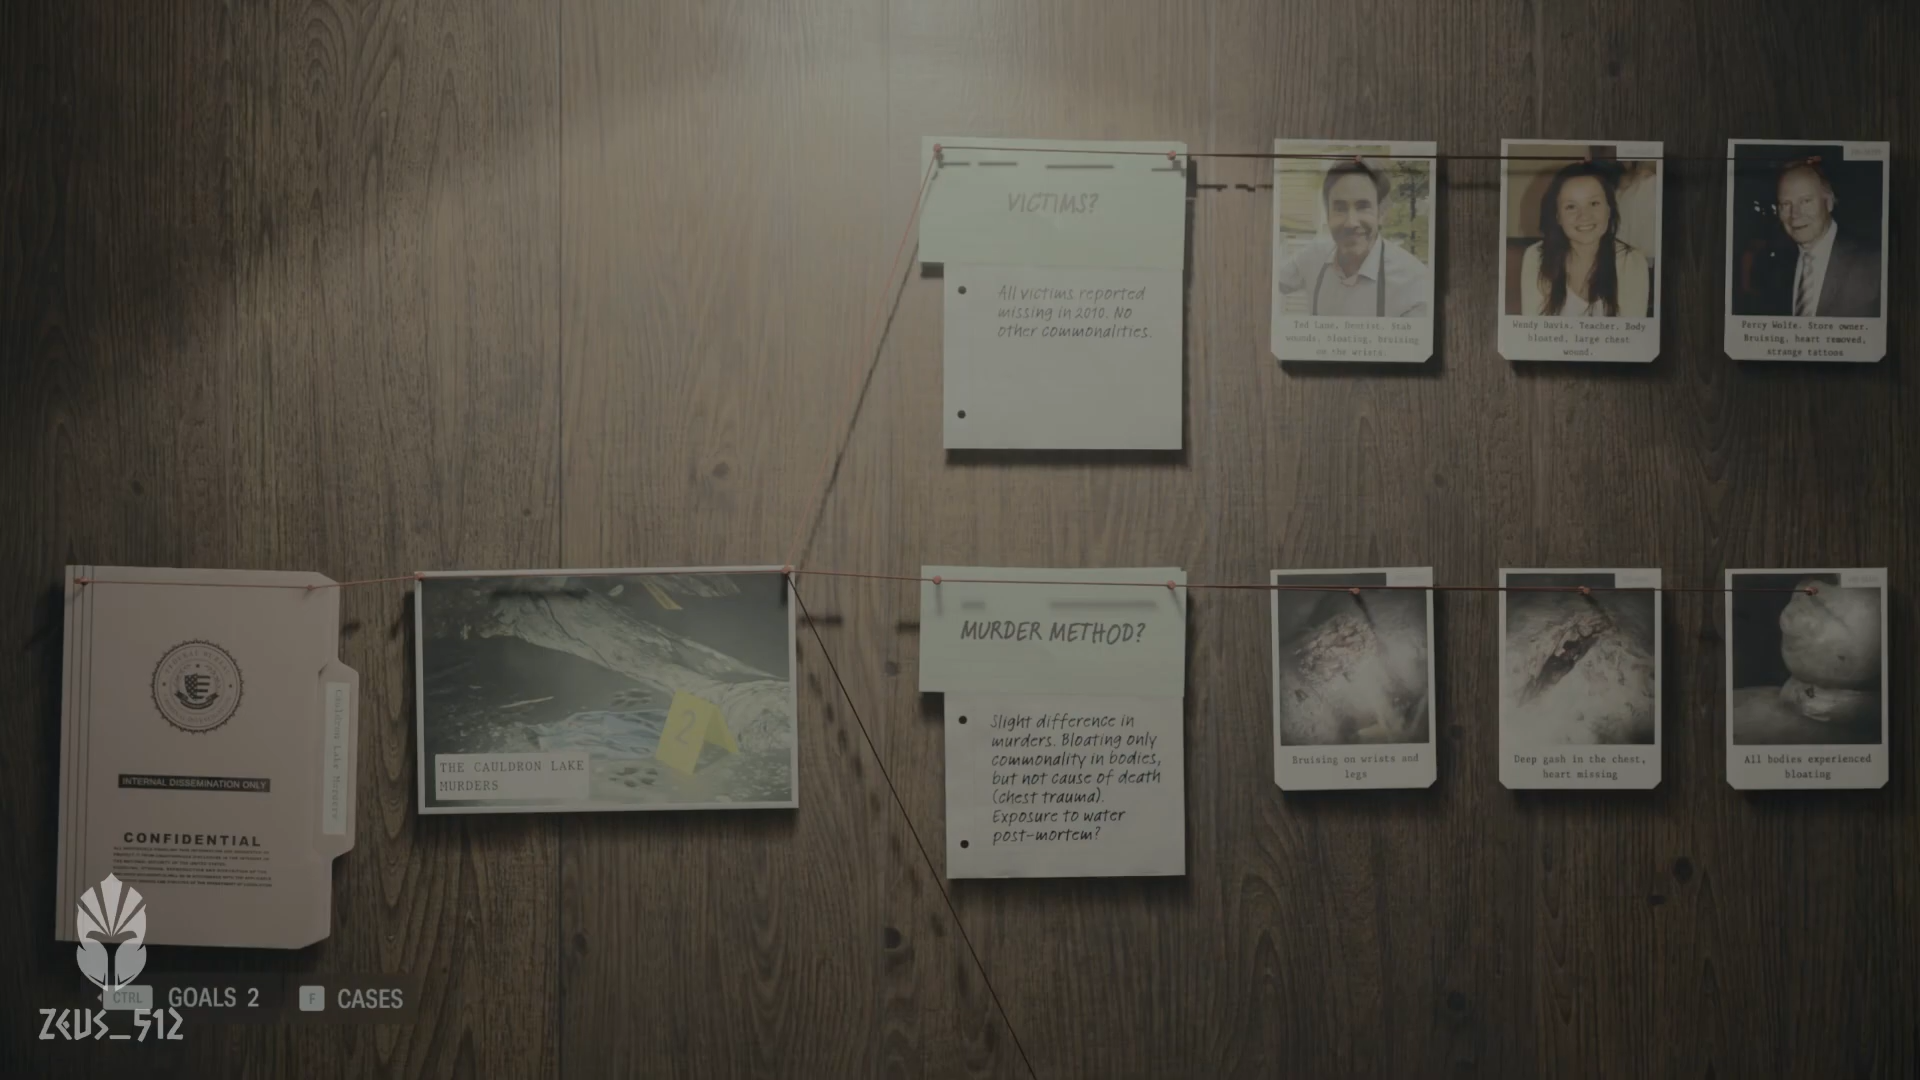 VICTIMS?
All victims reported
missing in 2010. No
other commonalities.
Ted Lane, Dentist. Stab
wounds, bloating, bruising
on the wrists.
Wendy Davis. Teacher. Body
bloated, large chest
wound.
Percy Wolfe. Store owner.
Bruising, heart removed,
strange tattoos
INTERNAL DISSEMINATION ONLY
CONFIDENTIAL
Cauldron Lake Murders
2
THE CAULDRON LAKE
MURDERS
MURDER METHOD?
Slight difference in
murders. Bloating only
commonality in bodies,
but not cause of death
(chest trauma).
Exposure to water
post-mortem?
Bruising on wrists and
legs
Deep gash in the chest,
heart missing
All bodies experienced
bloating
CTRL GOALS 2 F CASES
ZEUS_512